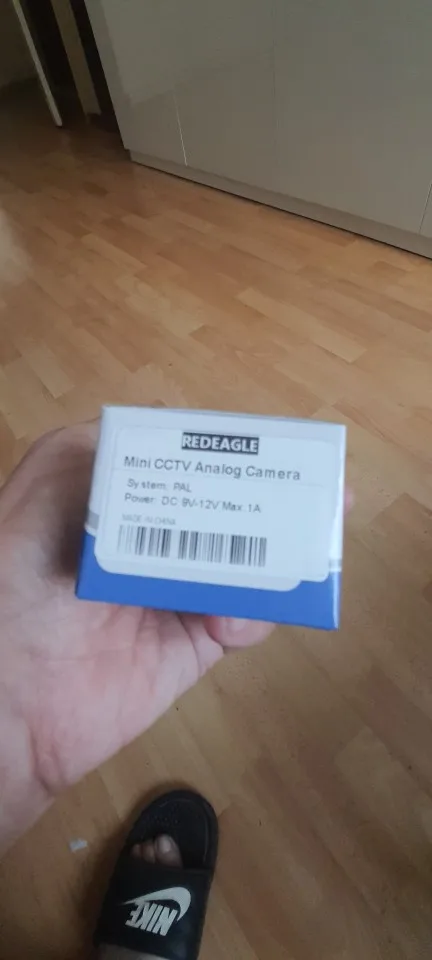 REDEAGLE
Mini CCTV Analog Camera
System: PAL
Power: DC 9V-12V Max 1A
MADE IN CHINA
NIKE